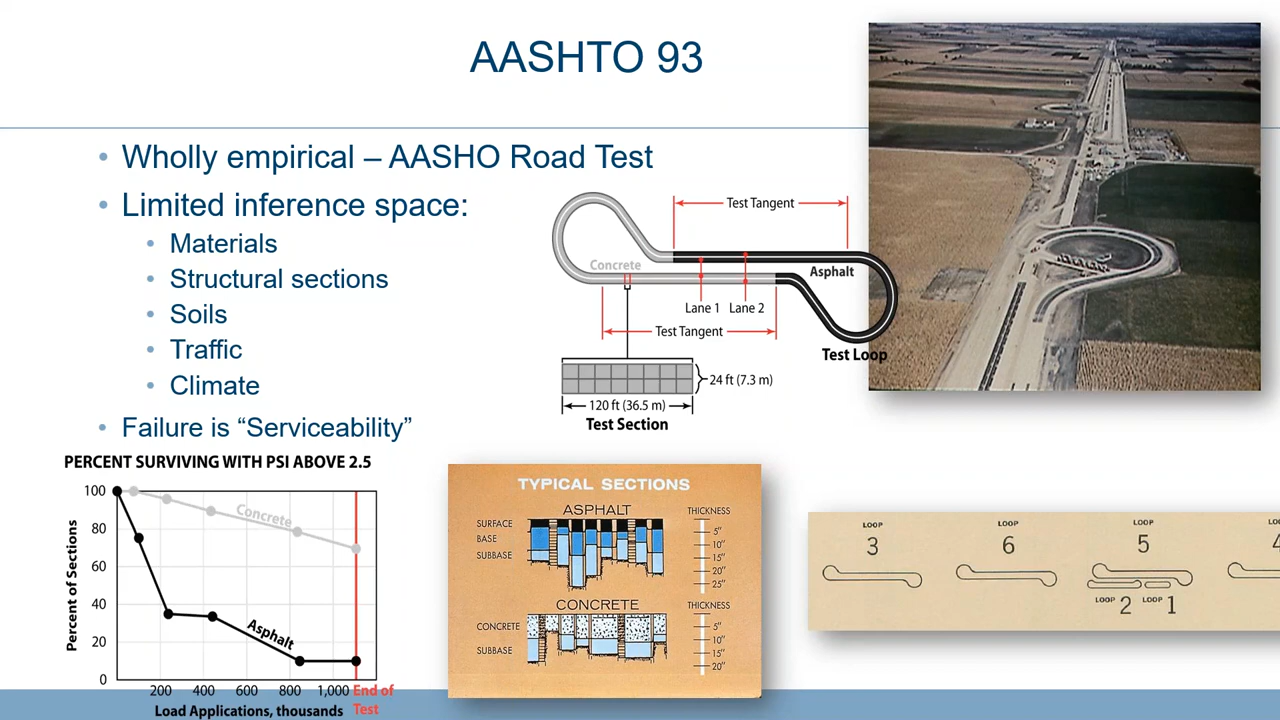 AASHTO 93
• Wholly empirical – AASHO Road Test
• Limited inference space:
• Materials
• Structural sections
• Soils
• Traffic
• Climate
• Failure is “Serviceability”
Test Tangent
Concrete
Asphalt
Lane 1 Lane 2
Test Tangent
Test Loop
24 ft (7.3 m)
120 ft (36.5 m)
Test Section
PERCENT SURVIVING WITH PSI ABOVE 2.5
Percent of Sections
100
80
60
40
20
0
Concrete
Asphalt
200 400 600 800 1,000 End of Test
Load Applications, thousands
TYPICAL SECTIONS
ASPHALT
THICKNESS
SURFACE
BASE
SUBBASE
5"
10"
15"
20"
25"
CONCRETE
THICKNESS
CONCRETE
SUBBASE
5"
10"
15"
20"
LOOP
3
LOOP
6
LOOP
5
LOOP 2 LOOP 1
LOOP
4